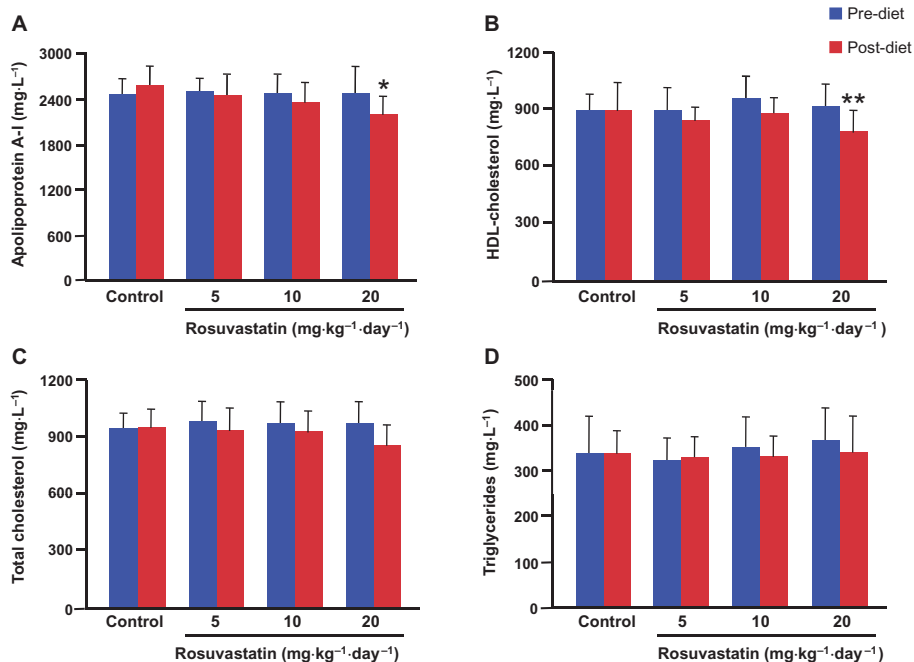 Pre-diet
Post-diet
A
Apolipoprotein A-I (mg·L⁻¹)
3000
2400
1800
1200
600
0
*
Control 5 10 20
Rosuvastatin (mg·kg⁻¹·day⁻¹)
B
HDL-cholesterol (mg·L⁻¹)
1200
900
600
300
0
**
Control 5 10 20
Rosuvastatin (mg·kg⁻¹·day⁻¹)
C
Total cholesterol (mg·L⁻¹)
1200
900
600
300
0
Control 5 10 20
Rosuvastatin (mg·kg⁻¹·day⁻¹)
D
Triglycerides (mg·L⁻¹)
500
400
300
200
100
0
Control 5 10 20
Rosuvastatin (mg·kg⁻¹·day⁻¹)